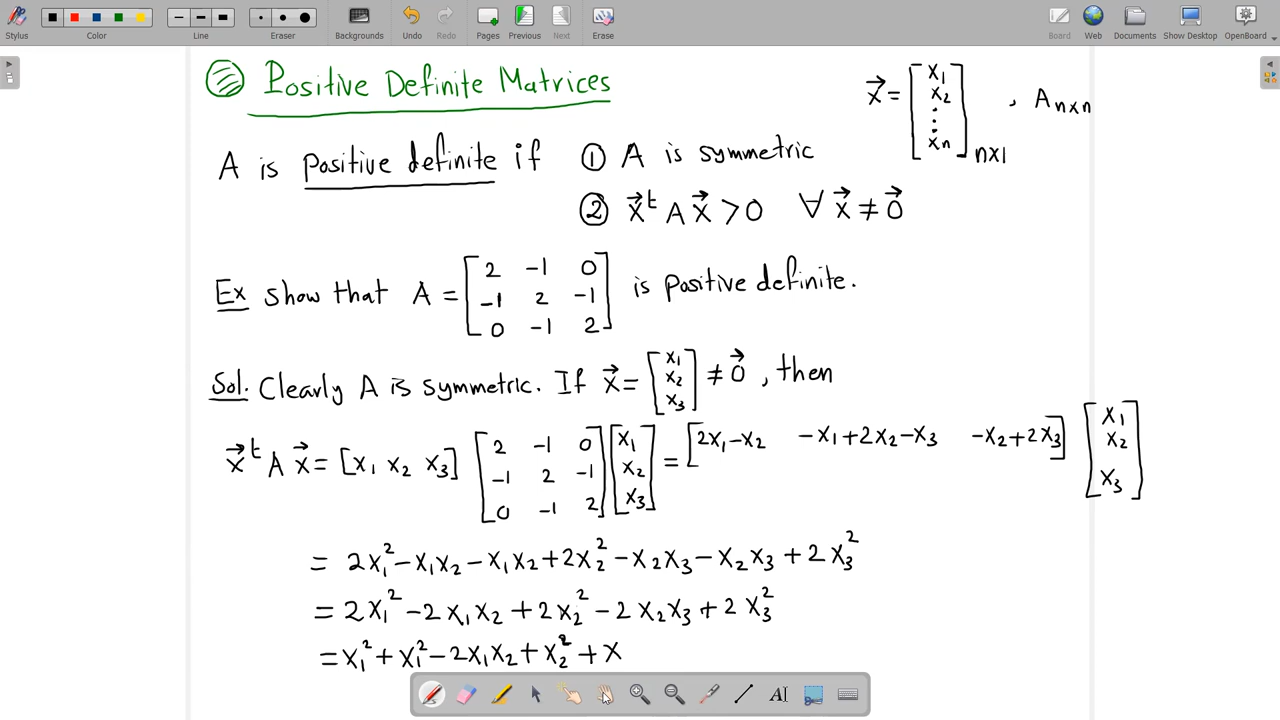 Stylus Color Line Eraser Backgrounds Undo Redo Pages Previous Next Erase Board Web Documents Show Desktop OpenBoard
Positive Definite Matrices
x⃗ = [x₁ x₂ ⋮ xₙ]ₙₓ₁ , Aₙₓₙ
A is positive definite if ① A is symmetric
② x⃗ᵗ A x⃗ > 0 ∀ x⃗ ≠ 0⃗
Ex show that A = [2 -1 0; -1 2 -1; 0 -1 2] is positive definite.
Sol. Clearly A is symmetric. If x⃗ = [x₁ x₂ x₃] ≠ 0⃗ , then
x⃗ᵗ A x⃗ = [x₁ x₂ x₃] [2 -1 0; -1 2 -1; 0 -1 2] [x₁ x₂ x₃] = [2x₁-x₂ -x₁+2x₂-x₃ -x₂+2x₃] [x₁ x₂ x₃]
= 2x₁² - x₁x₂ - x₁x₂ + 2x₂² - x₂x₃ - x₂x₃ + 2x₃²
= 2x₁² - 2x₁x₂ + 2x₂² - 2x₂x₃ + 2x₃²
= x₁² + x₁² - 2x₁x₂ + x₂² + x
AI